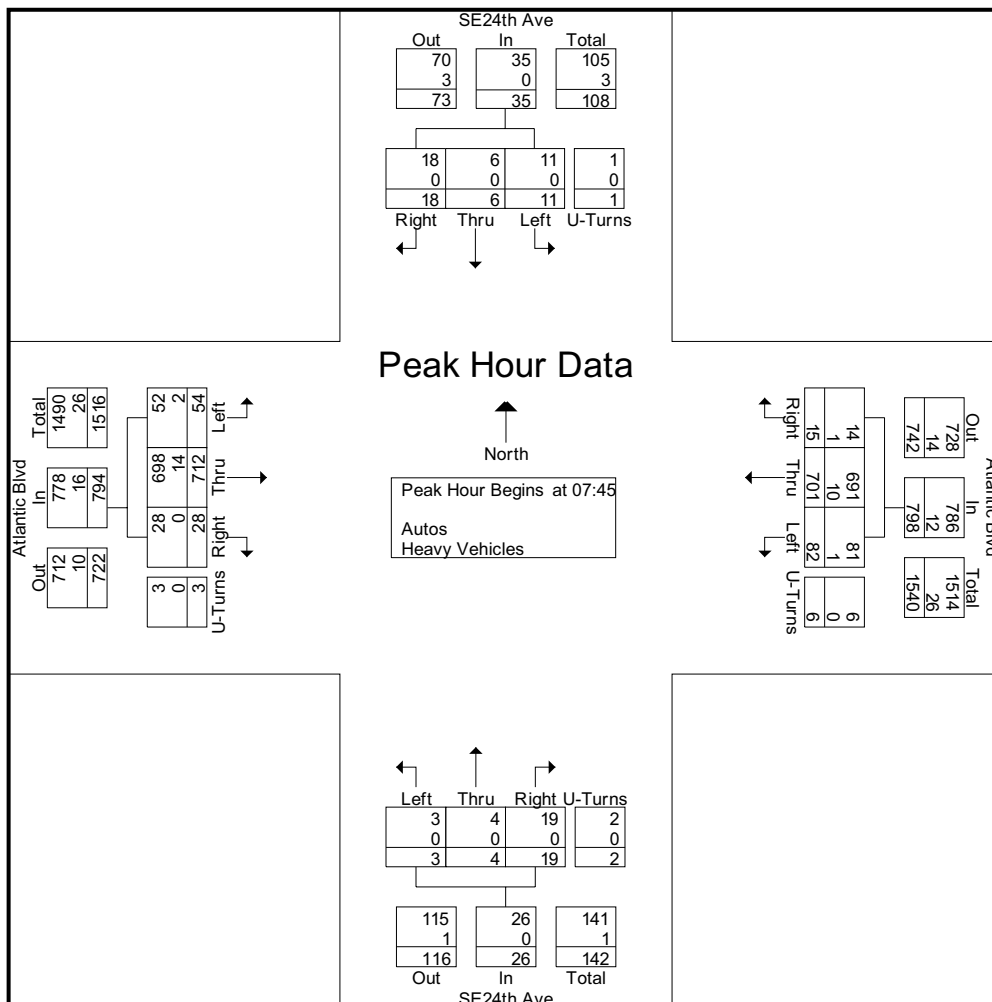 SE24th Ave
Out In Total
70 35 105
3 0 3
73 35 108
18 6 11 1
0 0 0 0
18 6 11 1
Right Thru Left U-Turns
Peak Hour Data
North
Peak Hour Begins at 07:45
Autos
Heavy Vehicles
Atlantic Blvd
Total In Out
1490 778 712
26 16 10
1516 794 722
52 698 28 3
2 14 0 0
54 712 28 3
Left Thru Right U-Turns
Atlantic Blvd
Out In Total
728 786 1514
14 12 26
742 798 1540
14 691 81 6
1 10 1 0
15 701 82 6
Right Thru Left U-Turns
Left Thru Right U-Turns
3 4 19 2
0 0 0 0
3 4 19 2
115 26 141
1 0 1
116 26 142
Out In Total
SE24th Ave